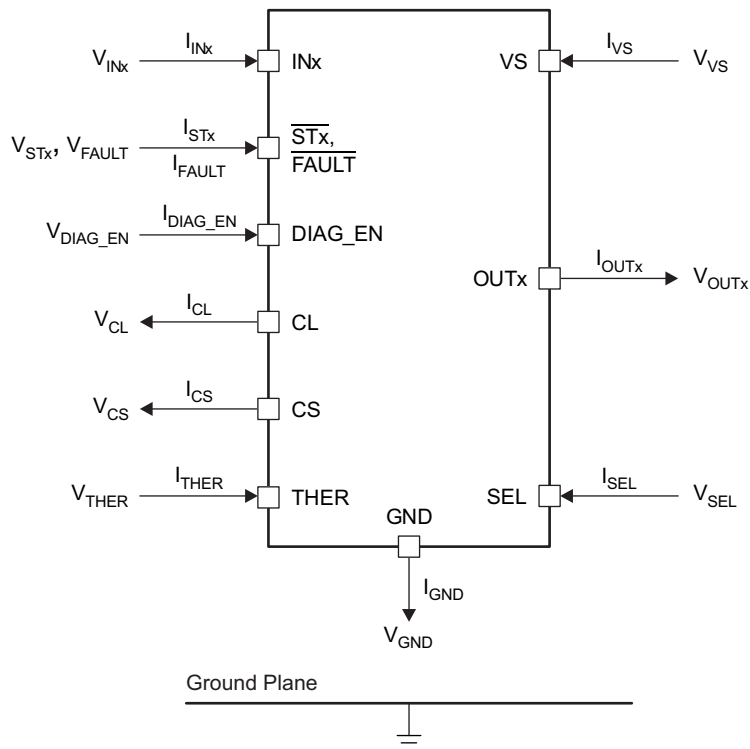 V_INx I_INx INx VS I_VS V_VS
V_STx, V_FAULT I_STx I_FAULT STx, FAULT
V_DIAG_EN I_DIAG_EN DIAG_EN
OUTx I_OUTx V_OUTx
V_CL I_CL CL
V_CS I_CS CS
V_THER I_THER THER SEL I_SEL V_SEL
GND
I_GND
V_GND
Ground Plane